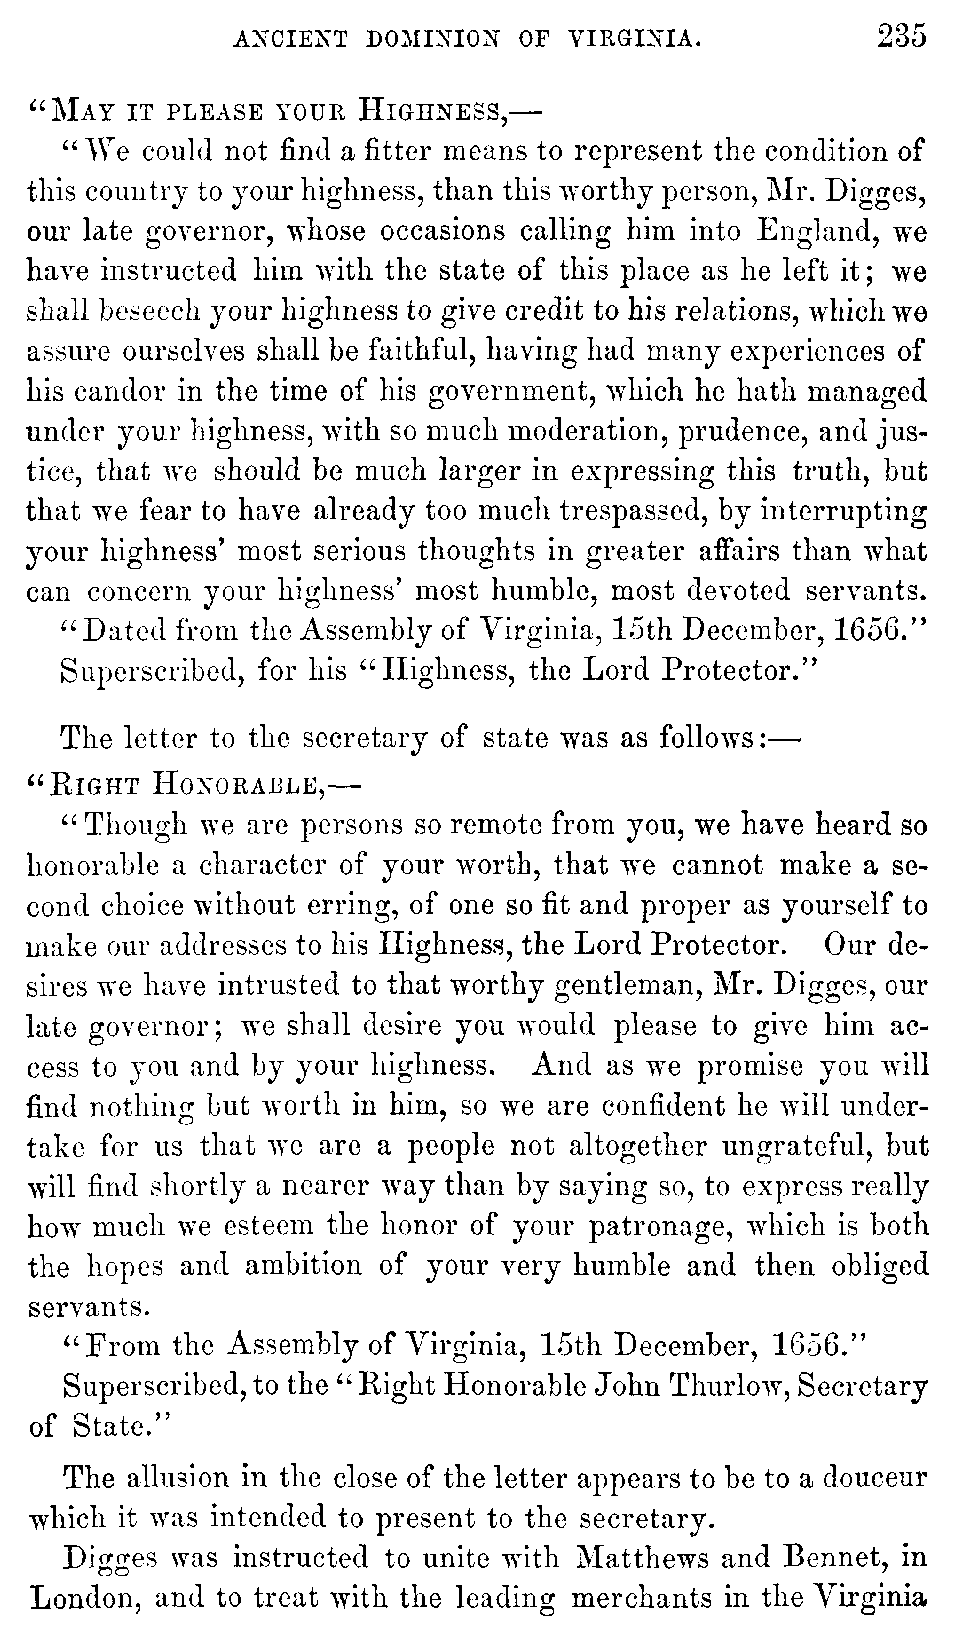 ANCIENT DOMINION OF VIRGINIA. 235
"MAY IT PLEASE YOUR HIGHNESS,—
"We could not find a fitter means to represent the condition of
this country to your highness, than this worthy person, Mr. Digges,
our late governor, whose occasions calling him into England, we
have instructed him with the state of this place as he left it; we
shall beseech your highness to give credit to his relations, which we
assure ourselves shall be faithful, having had many experiences of
his candor in the time of his government, which he hath managed
under your highness, with so much moderation, prudence, and jus-
tice, that we should be much larger in expressing this truth, but
that we fear to have already too much trespassed, by interrupting
your highness' most serious thoughts in greater affairs than what
can concern your highness' most humble, most devoted servants.
"Dated from the Assembly of Virginia, 15th December, 1656."
Superscribed, for his "Highness, the Lord Protector."
The letter to the secretary of state was as follows:—
"RIGHT HONORABLE,—
"Though we are persons so remote from you, we have heard so
honorable a character of your worth, that we cannot make a se-
cond choice without erring, of one so fit and proper as yourself to
make our addresses to his Highness, the Lord Protector. Our de-
sires we have intrusted to that worthy gentleman, Mr. Digges, our
late governor; we shall desire you would please to give him ac-
cess to you and by your highness. And as we promise you will
find nothing but worth in him, so we are confident he will under-
take for us that we are a people not altogether ungrateful, but
will find shortly a nearer way than by saying so, to express really
how much we esteem the honor of your patronage, which is both
the hopes and ambition of your very humble and then obliged
servants.
"From the Assembly of Virginia, 15th December, 1656."
Superscribed, to the "Right Honorable John Thurlow, Secretary
of State."
The allusion in the close of the letter appears to be to a douceur
which it was intended to present to the secretary.
Digges was instructed to unite with Matthews and Bennet, in
London, and to treat with the leading merchants in the Virginia